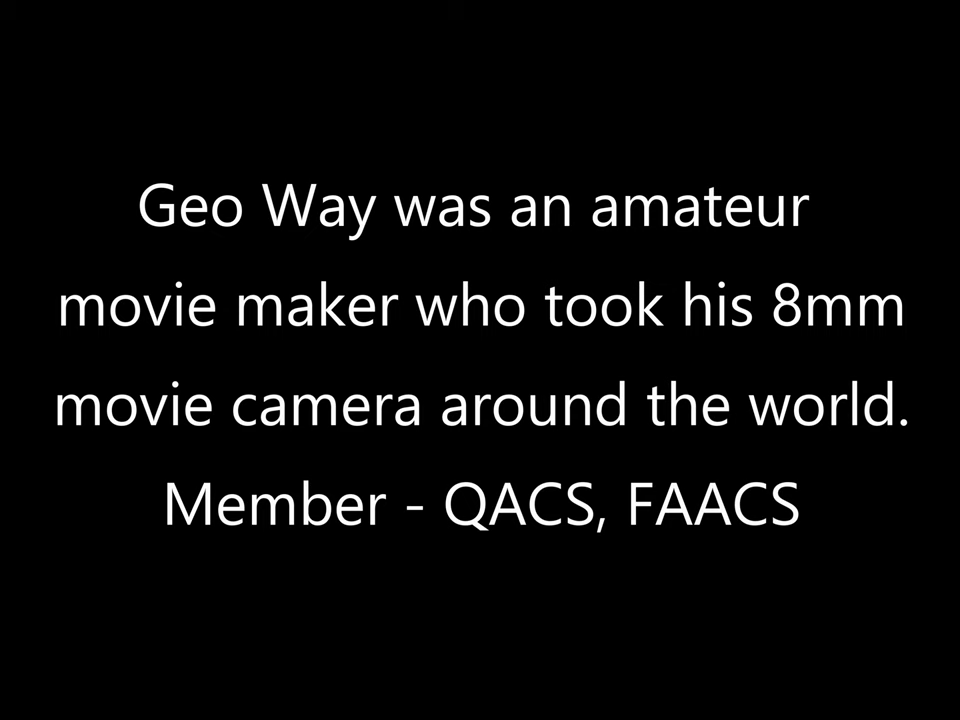 Geo Way was an amateur
movie maker who took his 8mm
movie camera around the world.
Member - QACS, FAACS